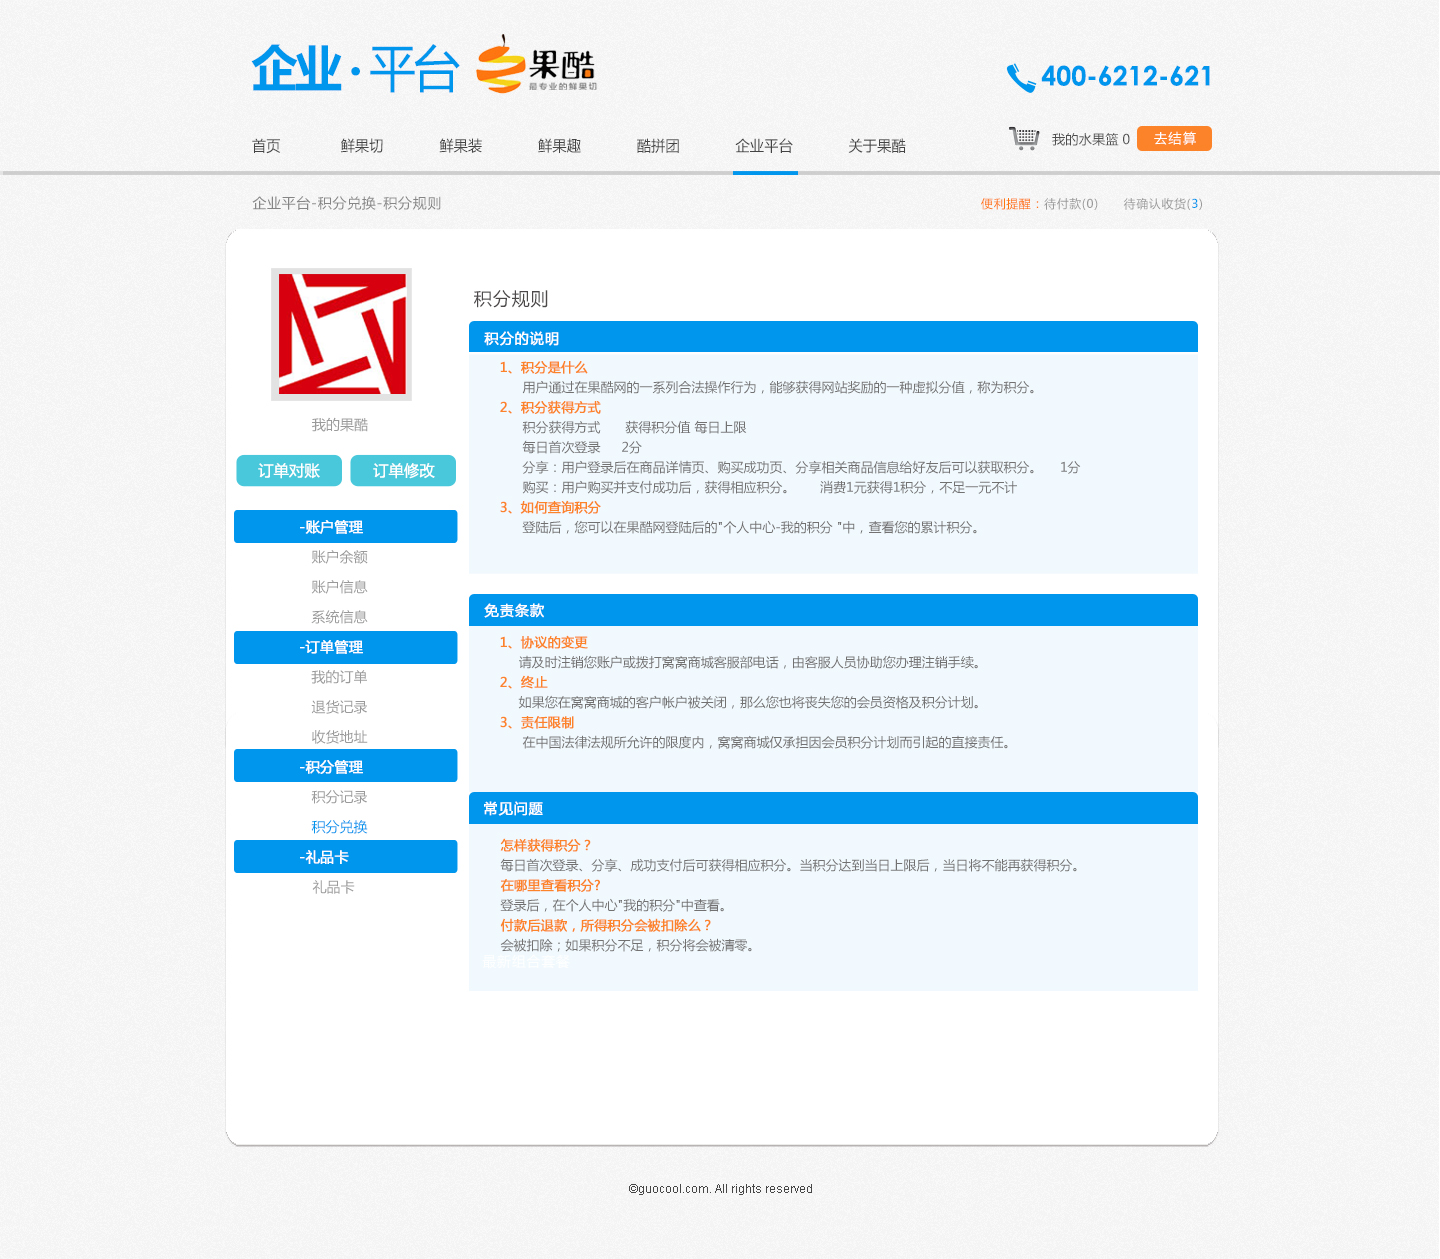 企业·平台 果酷
最专业的鲜果切
400-6212-621
首页 鲜果切 鲜果装 鲜果趣 酷拼团 企业平台 关于果酷
我的水果篮 0 去结算
企业平台-积分兑换-积分规则
便利提醒：待付款(0) 待确认收货(3)
我的果酷
订单对账 订单修改
-账户管理
账户余额
账户信息
系统信息
-订单管理
我的订单
退货记录
收货地址
-积分管理
积分记录
积分兑换
-礼品卡
礼品卡
积分规则
积分的说明
1、积分是什么
用户通过在果酷网的一系列合法操作行为，能够获得网站奖励的一种虚拟分值，称为积分。
2、积分获得方式
积分获得方式 获得积分值 每日上限
每日首次登录 2分
分享：用户登录后在商品详情页、购买成功页、分享相关商品信息给好友后可以获取积分。 1分
购买：用户购买并支付成功后，获得相应积分。 消费1元获得1积分，不足一元不计
3、如何查询积分
登陆后，您可以在果酷网登陆后的"个人中心-我的积分 "中，查看您的累计积分。
免责条款
1、协议的变更
请及时注销您账户或拨打窝窝商城客服部电话，由客服人员协助您办理注销手续。
2、终止
如果您在窝窝商城的客户帐户被关闭，那么您也将丧失您的会员资格及积分计划。
3、责任限制
在中国法律法规所允许的限度内，窝窝商城仅承担因会员积分计划而引起的直接责任。
常见问题
怎样获得积分？
每日首次登录、分享、成功支付后可获得相应积分。当积分达到当日上限后，当日将不能再获得积分。
在哪里查看积分?
登录后，在个人中心"我的积分"中查看。
付款后退款，所得积分会被扣除么？
会被扣除；如果积分不足，积分将会被清零。
©guocool.com. All rights reserved